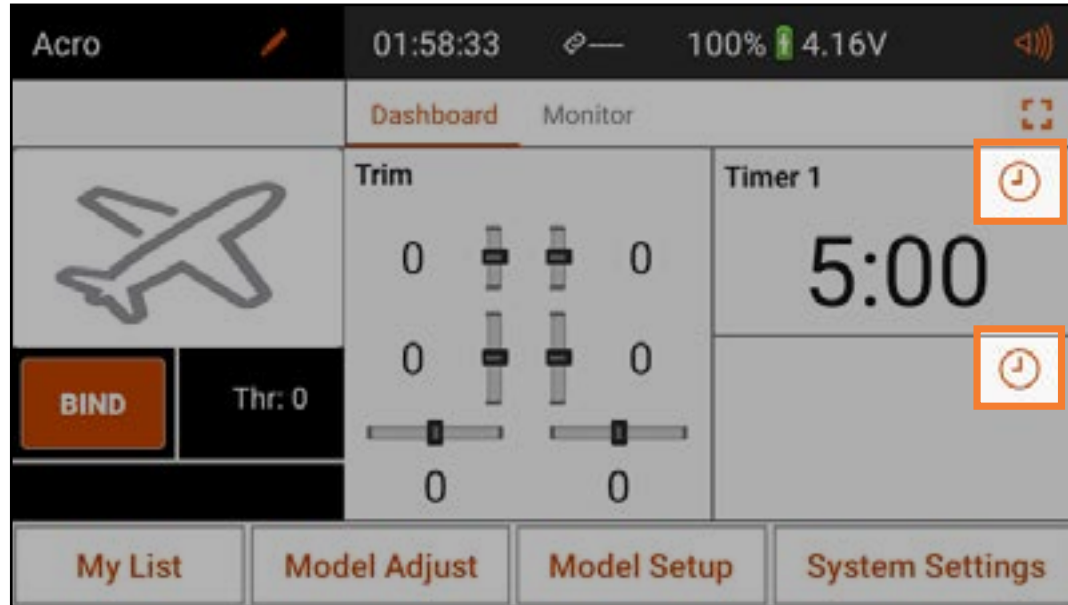 Acro 01:58:33 — 100% 4.16V
Dashboard Monitor
Trim Timer 1
0 0 5:00
0 0
BIND Thr: 0
0 0
My List Model Adjust Model Setup System Settings